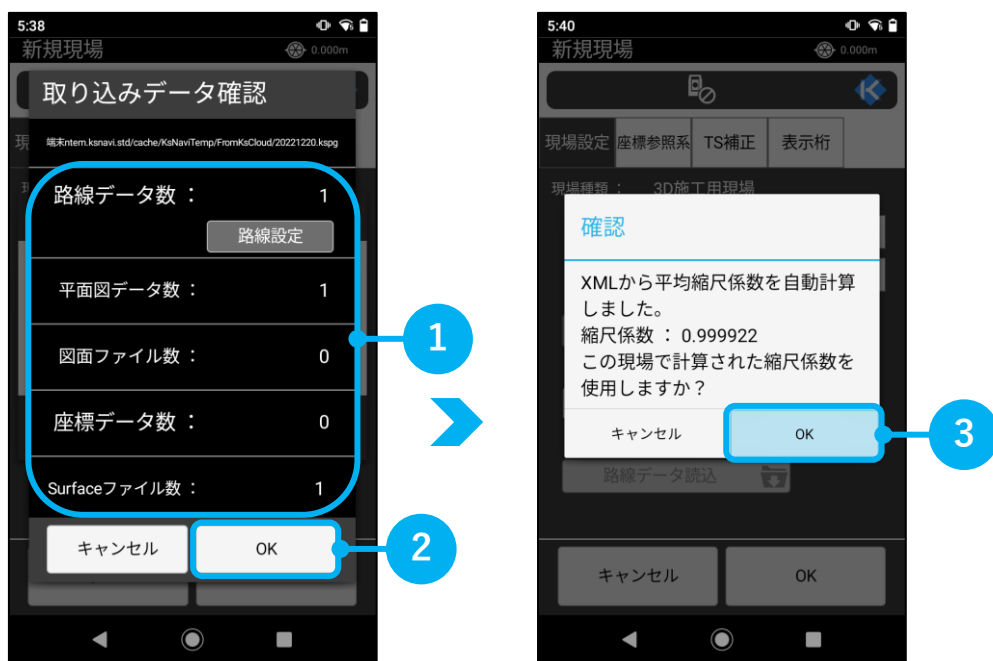 5:38
新規現場
0.000m
取り込みデータ確認
端末ntem.ksnavi.std/cache/KsNaviTemp/FromKsCloud/20221220.kspg
路線データ数 : 1
路線設定
平面図データ数 : 1
図面ファイル数 : 0
座標データ数 : 0
Surfaceファイル数 : 1
キャンセル OK
1
2
5:40
新規現場
0.000m
現場設定 座標参照系 TS補正 表示桁
現場種類 : 3D施工用現場
確認
XMLから平均縮尺係数を自動計算
しました。
縮尺係数 : 0.999922
この現場で計算された縮尺係数を
使用しますか?
キャンセル OK
3
路線データ読込
キャンセル OK